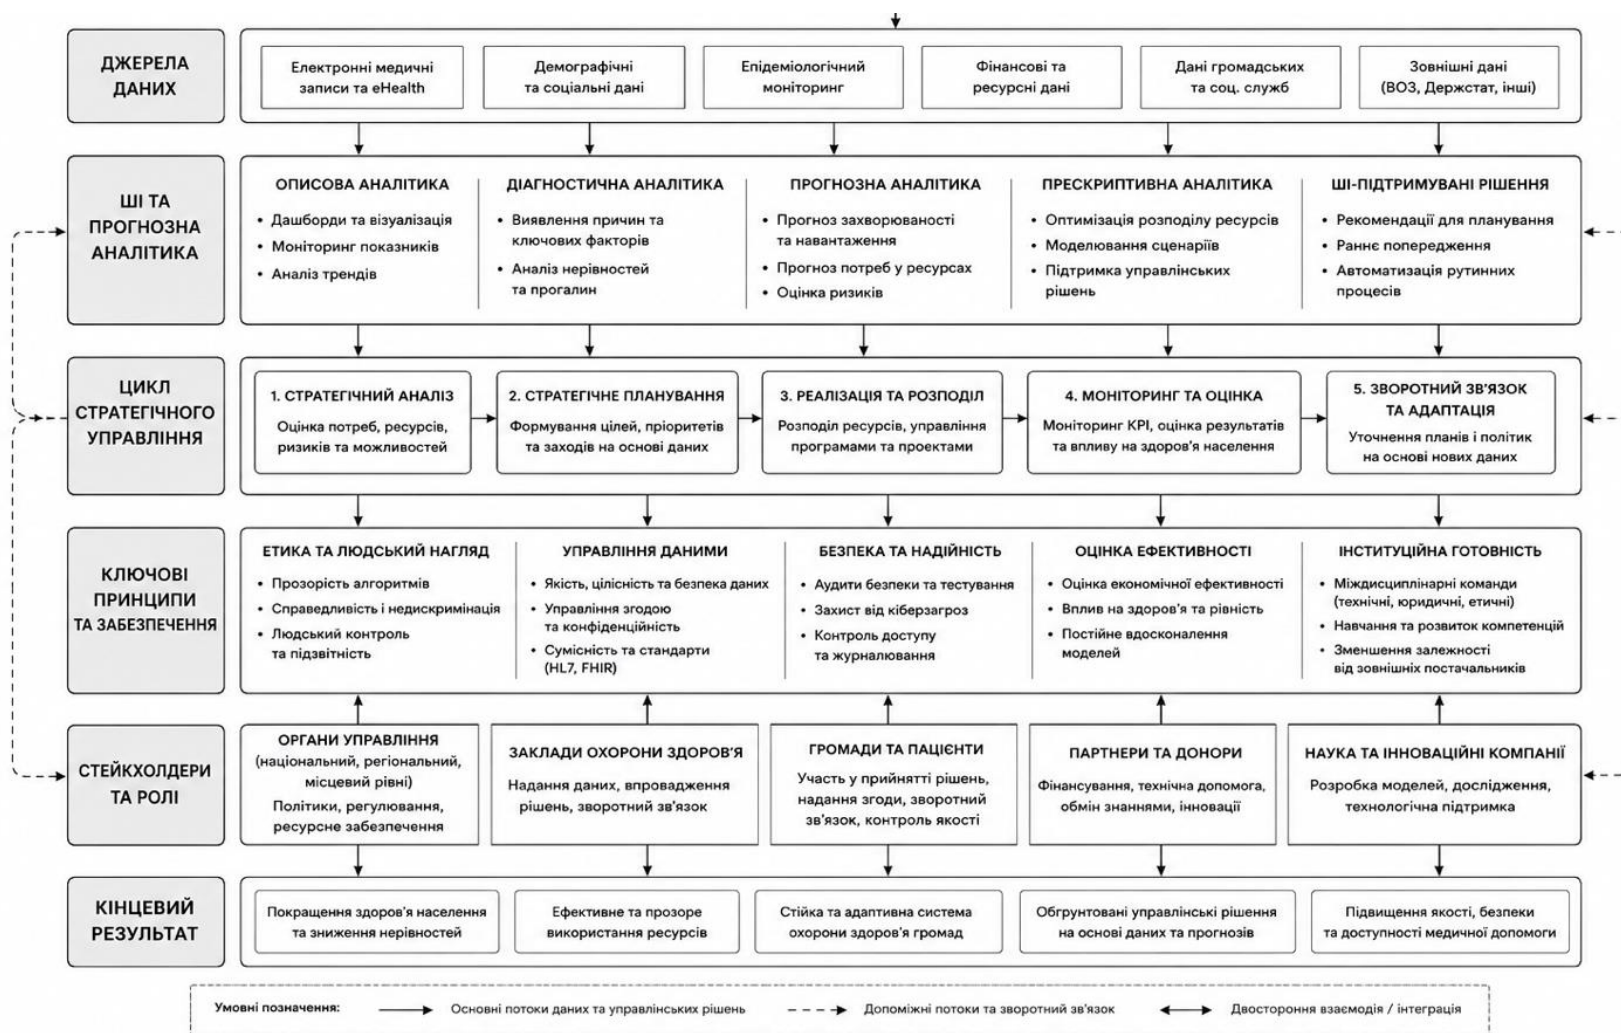 ДЖЕРЕЛА
ДАНИХ
Електронні медичні
записи та eHealth
Демографічні
та соціальні дані
Епідеміологічний
моніторинг
Фінансові та
ресурсні дані
Дані громадських
та соц. служб
Зовнішні дані
(ВОЗ, Держстат, інші)
ШІ ТА
ПРОГНОЗНА
АНАЛІТИКА
ОПИСОВА АНАЛІТИКА
• Дашборди та візуалізація
• Моніторинг показників
• Аналіз трендів
ДІАГНОСТИЧНА АНАЛІТИКА
• Виявлення причин та
ключових факторів
• Аналіз нерівностей
та прогалин
ПРОГНОЗНА АНАЛІТИКА
• Прогноз захворюваності
та навантаження
• Прогноз потреб у ресурсах
• Оцінка ризиків
ПРЕСКРИПТИВНА АНАЛІТИКА
• Оптимізація розподілу ресурсів
• Моделювання сценаріїв
• Підтримка управлінських
рішень
ШІ-ПІДТРИМУВАНІ РІШЕННЯ
• Рекомендації для планування
• Раннє попередження
• Автоматизація рутинних
процесів
ЦИКЛ
СТРАТЕГІЧНОГО
УПРАВЛІННЯ
1. СТРАТЕГІЧНИЙ АНАЛІЗ
Оцінка потреб, ресурсів,
ризиків та можливостей
2. СТРАТЕГІЧНЕ ПЛАНУВАННЯ
Формування цілей, пріоритетів
та заходів на основі даних
3. РЕАЛІЗАЦІЯ ТА РОЗПОДІЛ
Розподіл ресурсів, управління
програмами та проектами
4. МОНІТОРИНГ ТА ОЦІНКА
Моніторинг KPI, оцінка результатів
та впливу на здоров'я населення
5. ЗВОРОТНИЙ ЗВ'ЯЗОК
ТА АДАПТАЦІЯ
Уточнення планів і політик
на основі нових даних
КЛЮЧОВІ
ПРИНЦИПИ
ТА ЗАБЕЗПЕЧЕННЯ
ЕТИКА ТА ЛЮДСЬКИЙ НАГЛЯД
• Прозорість алгоритмів
• Справедливість і недискримінація
• Людський контроль
та підзвітність
УПРАВЛІННЯ ДАНИМИ
• Якість, цілісність та безпека даних
• Управління згодою
та конфіденційність
• Сумісність та стандарти
(HL7, FHIR)
БЕЗПЕКА ТА НАДІЙНІСТЬ
• Аудити безпеки та тестування
• Захист від кіберзагроз
• Контроль доступу
та журналювання
ОЦІНКА ЕФЕКТИВНОСТІ
• Оцінка економічної ефективності
• Вплив на здоров'я та рівність
• Постійне вдосконалення
моделей
ІНСТИТУЦІЙНА ГОТОВНІСТЬ
• Міждисциплінарні команди
(технічні, юридичні, етичні)
• Навчання та розвиток компетенцій
• Зменшення залежності
від зовнішніх постачальників
СТЕЙКХОЛДЕРИ
ТА РОЛІ
ОРГАНИ УПРАВЛІННЯ
(національний, регіональний,
місцевий рівні)
Політики, регулювання,
ресурсне забезпечення
ЗАКЛАДИ ОХОРОНИ ЗДОРОВ'Я
Надання даних, впровадження
рішень, зворотний зв'язок
ГРОМАДИ ТА ПАЦІЄНТИ
Участь у прийнятті рішень,
надання згоди, зворотний
зв'язок, контроль якості
ПАРТНЕРИ ТА ДОНОРИ
Фінансування, технічна допомога,
обмін знаннями, інновації
НАУКА ТА ІННОВАЦІЙНІ КОМПАНІЇ
Розробка моделей, дослідження,
технологічна підтримка
КІНЦЕВИЙ
РЕЗУЛЬТАТ
Покращення здоров'я населення
та зниження нерівностей
Ефективне та прозоре
використання ресурсів
Стійка та адаптивна система
охорони здоров'я громад
Обгрунтовані управлінські рішення
на основі даних та прогнозів
Підвищення якості, безпеки
та доступності медичної допомоги
Умовні позначення:
Основні потоки даних та управлінських рішень
Допоміжні потоки та зворотний зв'язок
Двостороння взаємодія / інтеграція